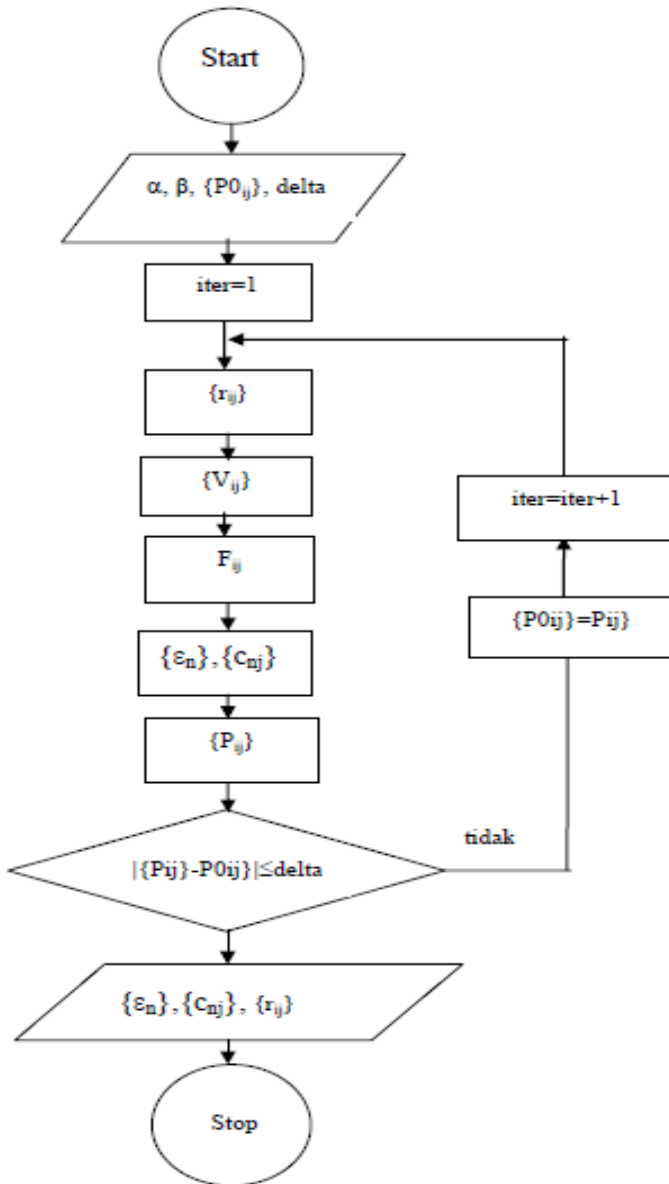 Start
α, β, {P0ij}, delta
iter=1
{rij}
{Vij}
Fij
{εn},{cnj}
{Pij}
|{Pij}-P0ij}|≤delta
tidak
{P0ij}=Pij}
iter=iter+1
{εn},{cnj}, {rij}
Stop